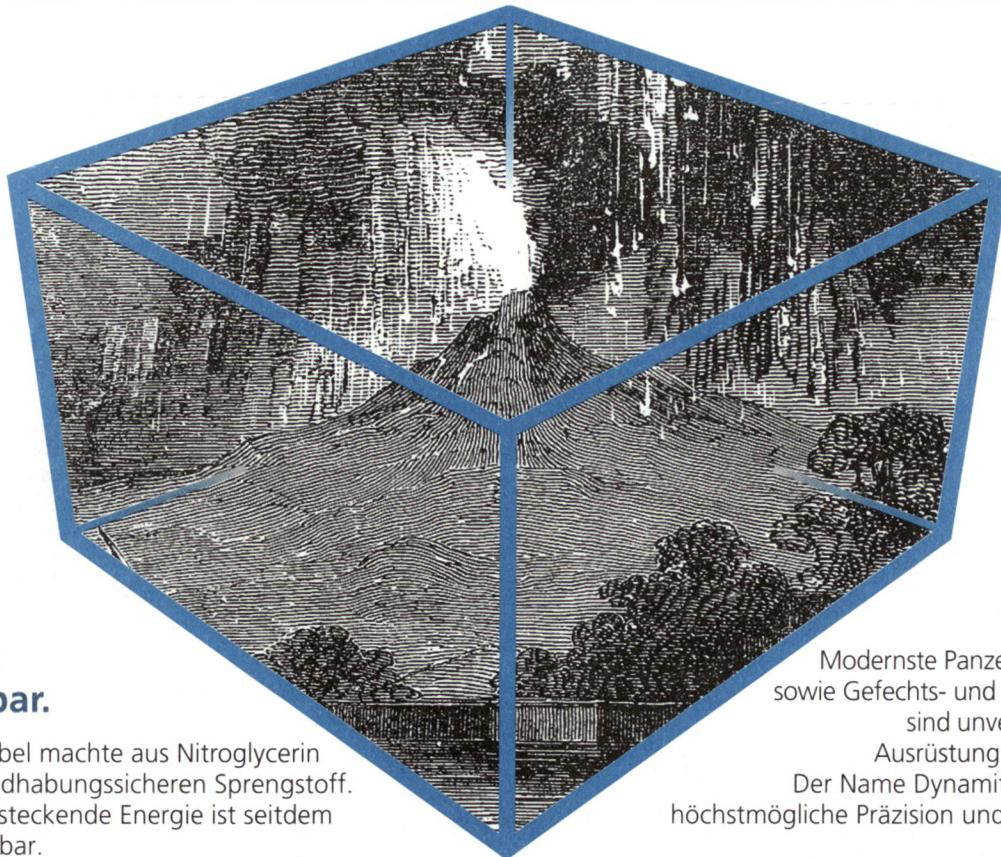 bar.
bel machte aus Nitroglycerin
dhabungssicheren Sprengstoff.
steckende Energie ist seitdem
bar.
Modernste Panze
sowie Gefechts- und
sind unve
Ausrüstung
Der Name Dynamit
höchstmögliche Präzision und